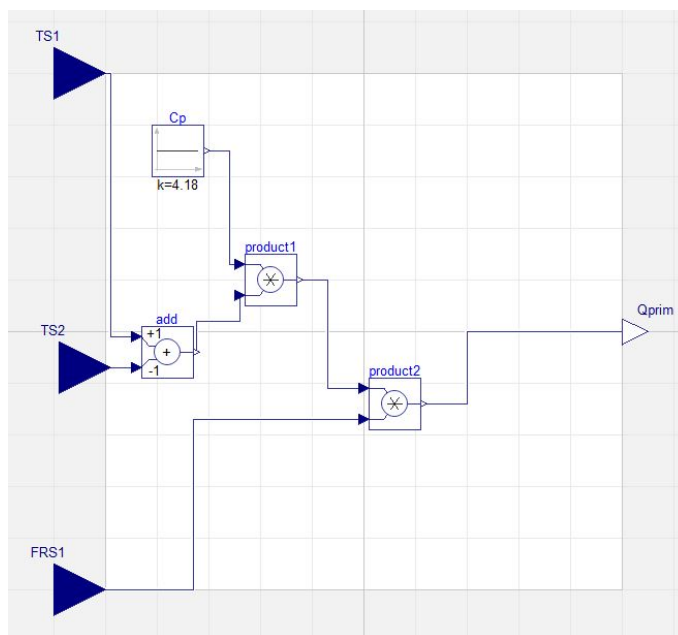 TS1
Cp
k=4.18
product1
Qprim
add
TS2
+1
+
-1
product2
FRS1